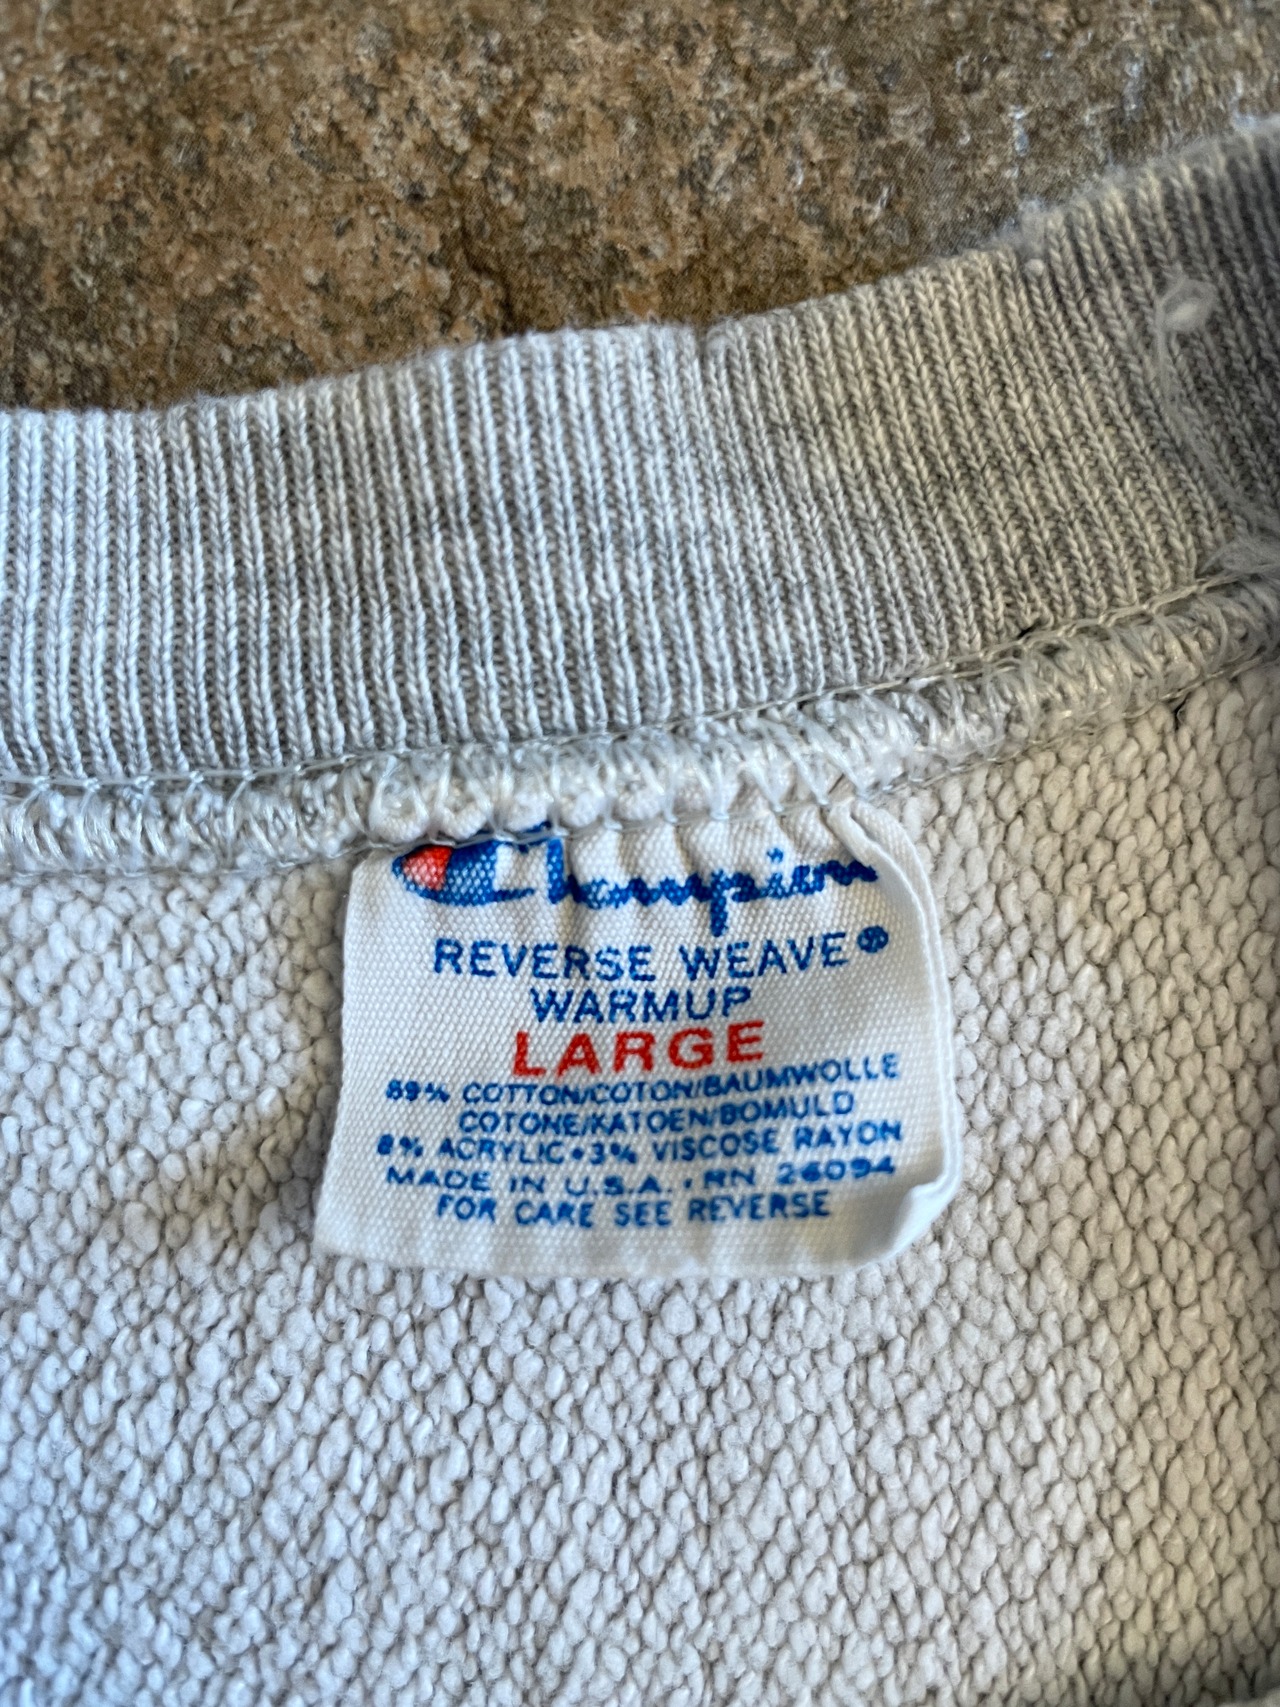 Champion
REVERSE WEAVE®
WARMUP
LARGE
89% COTTON/COTON/BAUMWOLLE
COTONE/KATOEN/BOMULD
8% ACRYLIC•3% VISCOSE RAYON
MADE IN U.S.A. • RN 26094
FOR CARE SEE REVERSE